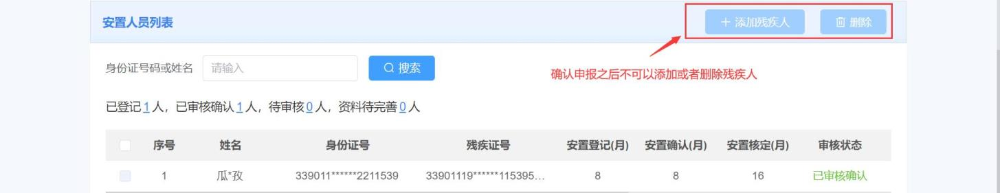 安置人员列表 添加残疾人 删除
身份证号码或姓名 请输入 搜索
确认申报之后不可以添加或者删除残疾人
已登记1人，已审核确认1人，待审核0人，资料待完善0人
序号 姓名 身份证号 残疾证号 安置登记(月) 安置确认(月) 安置核定(月) 审核状态
1 瓜*孜 339011******2211539 33901119******115395... 8 8 16 已审核确认